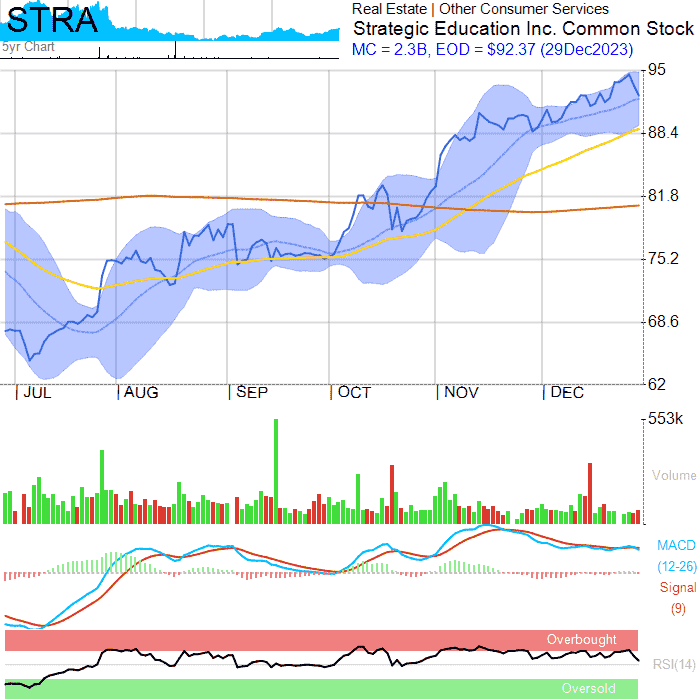 STRA
5yr Chart
Real Estate | Other Consumer Services
Strategic Education Inc. Common Stock
MC = 2.3B, EOD = $92.37 (29Dec2023)
95
88.4
81.8
75.2
68.6
62
JUL AUG SEP OCT NOV DEC
553k
Volume
MACD
(12-26)
Signal
(9)
Overbought
RSI(14)
Oversold